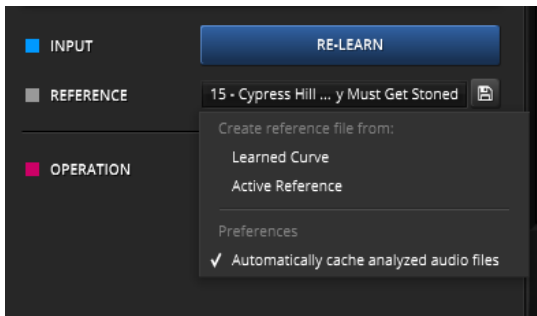 INPUT
RE-LEARN
REFERENCE
15 - Cypress Hill ... y Must Get Stoned
Create reference file from:
Learned Curve
OPERATION
Active Reference
Preferences
✓ Automatically cache analyzed audio files